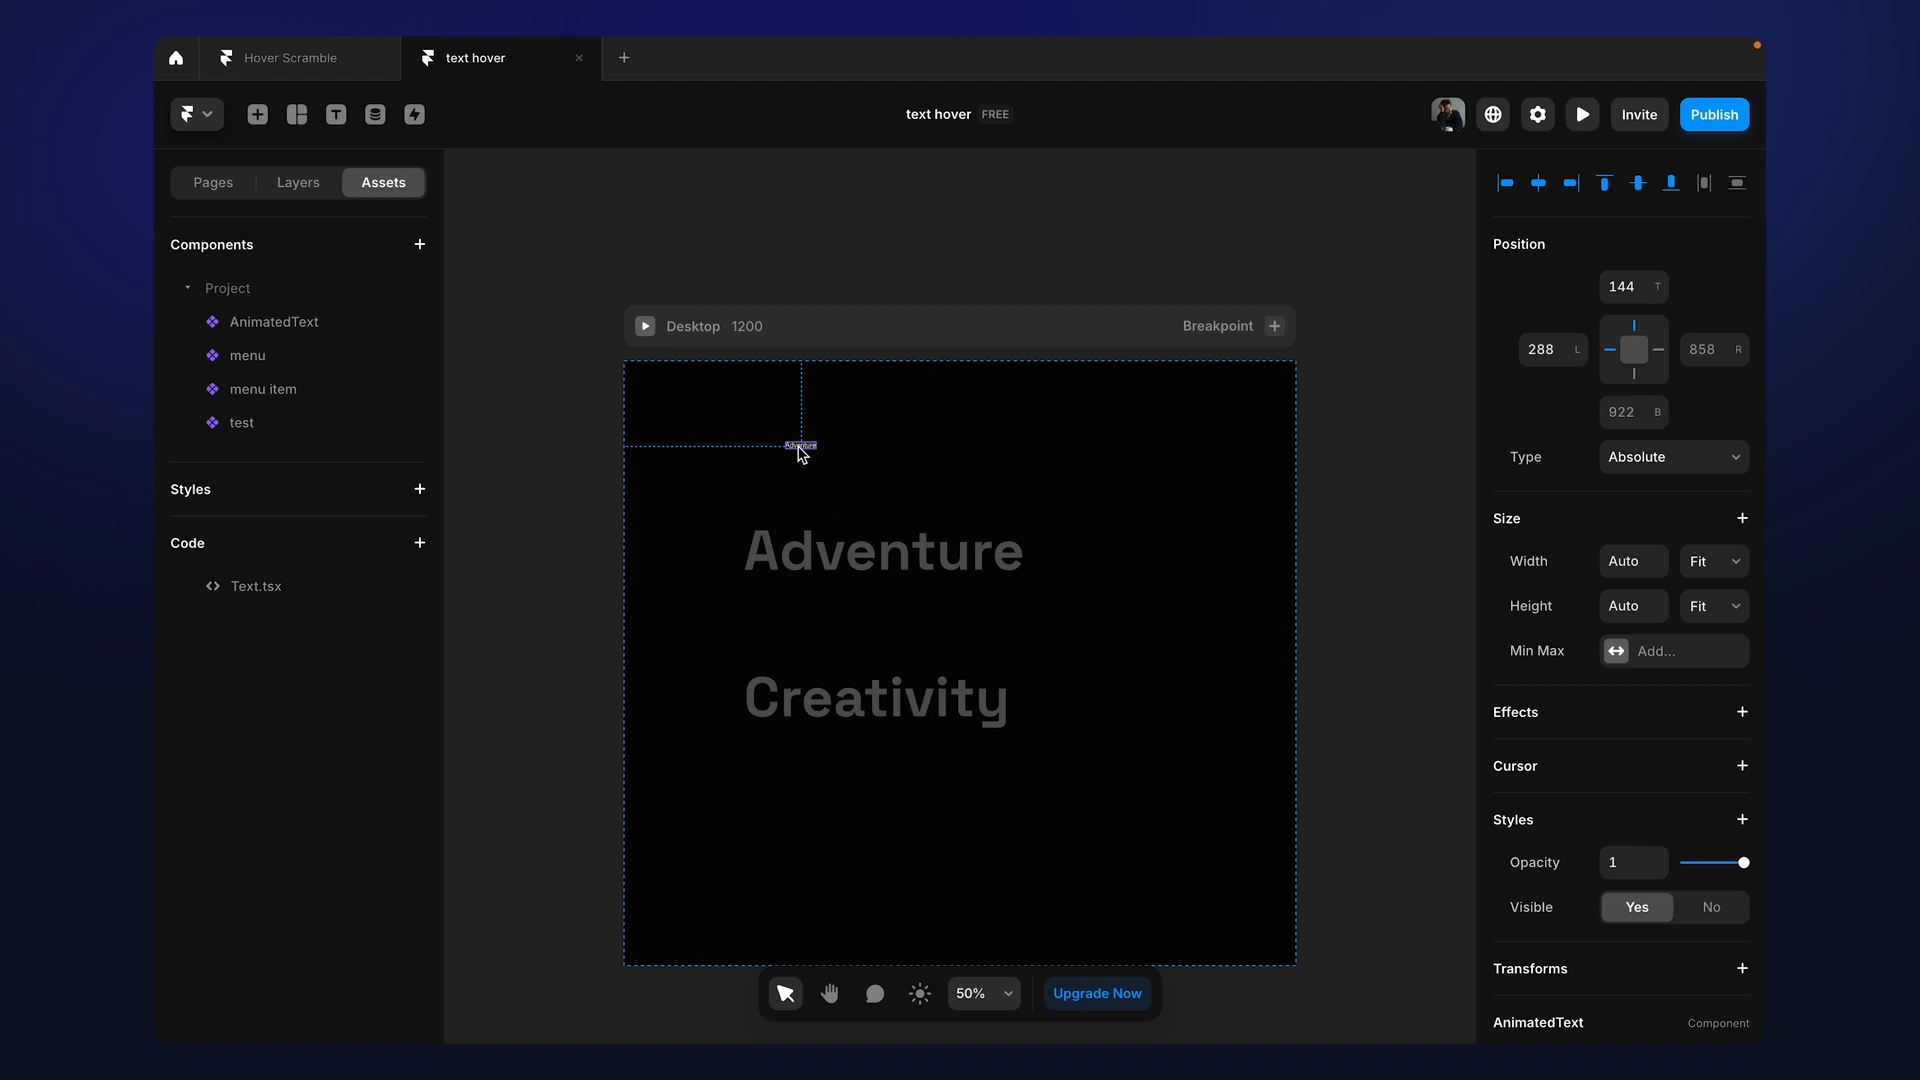 Hover Scramble
text hover
text hover FREE
Invite
Publish
Pages
Layers
Assets
Components
Project
AnimatedText
menu
menu item
test
Styles
Code
Text.tsx
Desktop 1200
Breakpoint
Adventure
Adventure
Creativity
50%
Upgrade Now
Position
144 T
288 L
858 R
922 B
Type Absolute
Size
Width Auto Fit
Height Auto Fit
Min Max Add...
Effects
Cursor
Styles
Opacity 1
Visible Yes No
Transforms
AnimatedText Component